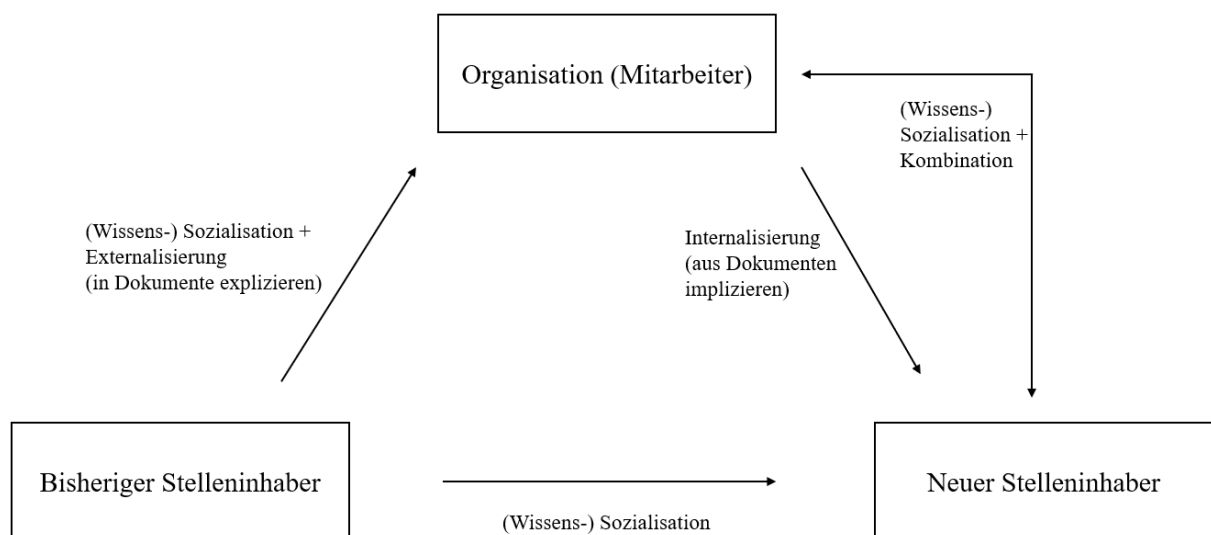 Organisation (Mitarbeiter)
(Wissens-)
Sozialisation +
Kombination
(Wissens-) Sozialisation +
Externalisierung
(in Dokumente explizieren)
Internalisierung
(aus Dokumenten
implizieren)
Bisheriger Stelleninhaber
(Wissens-) Sozialisation
Neuer Stelleninhaber